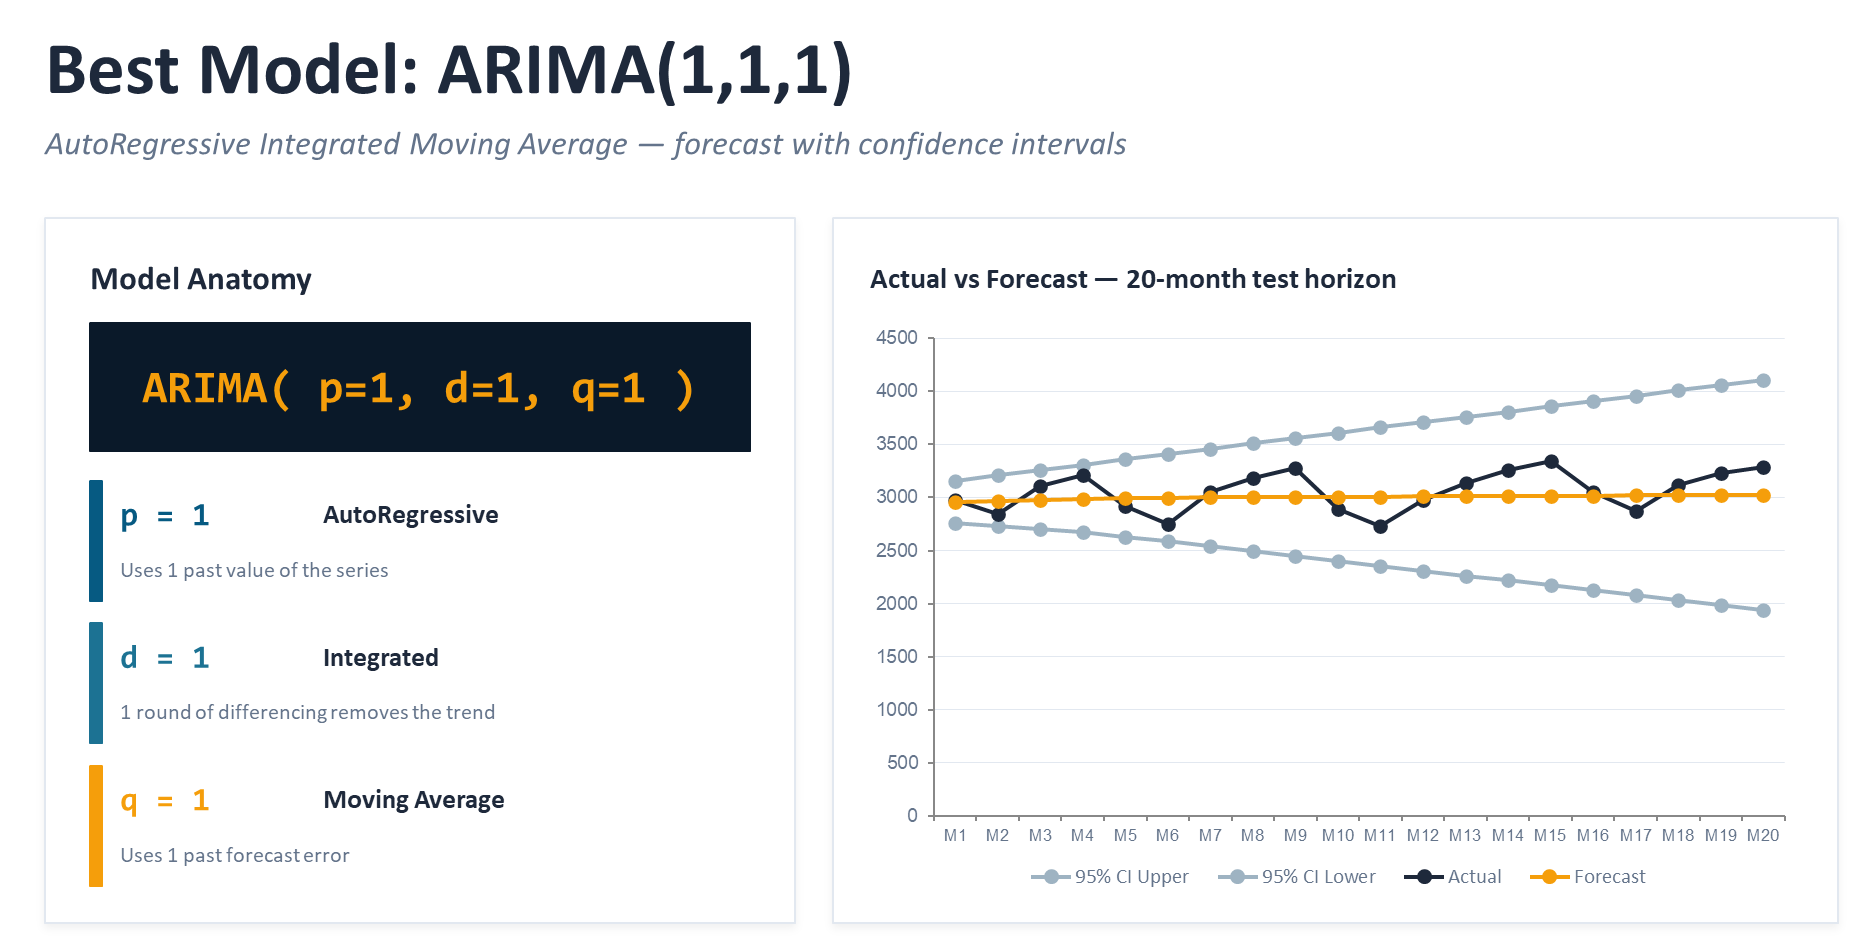 Best Model: ARIMA(1,1,1)
AutoRegressive Integrated Moving Average — forecast with confidence intervals
Model Anatomy
ARIMA( p=1, d=1, q=1 )
p = 1 AutoRegressive
Uses 1 past value of the series
d = 1 Integrated
1 round of differencing removes the trend
q = 1 Moving Average
Uses 1 past forecast error
Actual vs Forecast — 20-month test horizon
4500
4000
3500
3000
2500
2000
1500
1000
500
0
M1 M2 M3 M4 M5 M6 M7 M8 M9 M10 M11 M12 M13 M14 M15 M16 M17 M18 M19 M20
95% CI Upper 95% CI Lower Actual Forecast